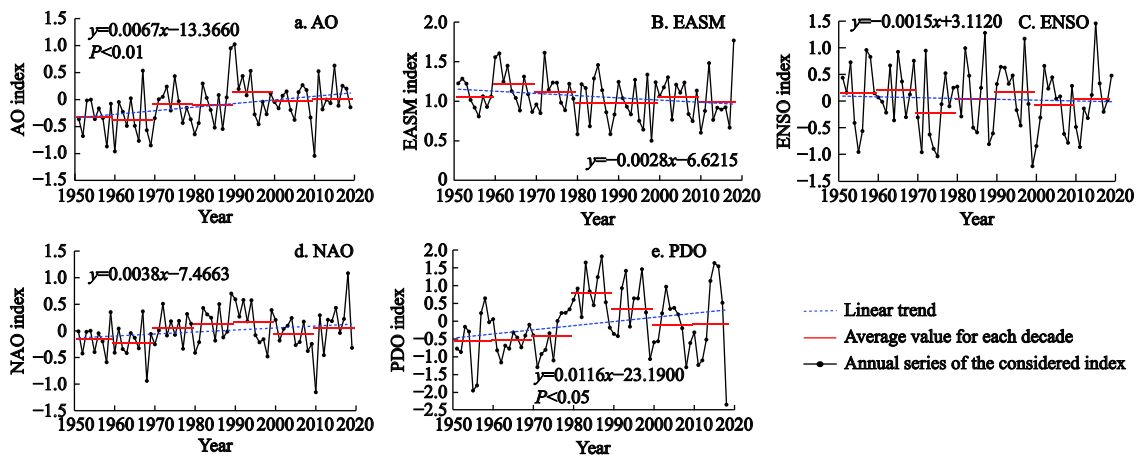 a. AO
y=0.0067x−13.3660
P<0.01
AO index
1.5
1.0
0.5
0
−0.5
−1.0
−1.5
1950 1960 1970 1980 1990 2000 2010 2020
Year
B. EASM
EASM index
2.0
1.5
1.0
0.5
0
y=−0.0028x−6.6215
1950 1960 1970 1980 1990 2000 2010 2020
Year
y=−0.0015x+3.1120
C. ENSO
ENSO index
1.5
1.0
0.5
0
−0.5
−1.0
−1.5
1950 1960 1970 1980 1990 2000 2010 2020
Year
d. NAO
y=0.0038x−7.4663
NAO index
1.5
1.0
0.5
0
−0.5
−1.0
−1.5
1950 1960 1970 1980 1990 2000 2010 2020
Year
e. PDO
PDO index
2.0
1.5
1.0
0.5
0
−0.5
−1.0
−1.5
−2.0
−2.5
y=0.0116x−23.1900
P<0.05
1950 1960 1970 1980 1990 2000 2010 2020
Year
Linear trend
Average value for each decade
Annual series of the considered index